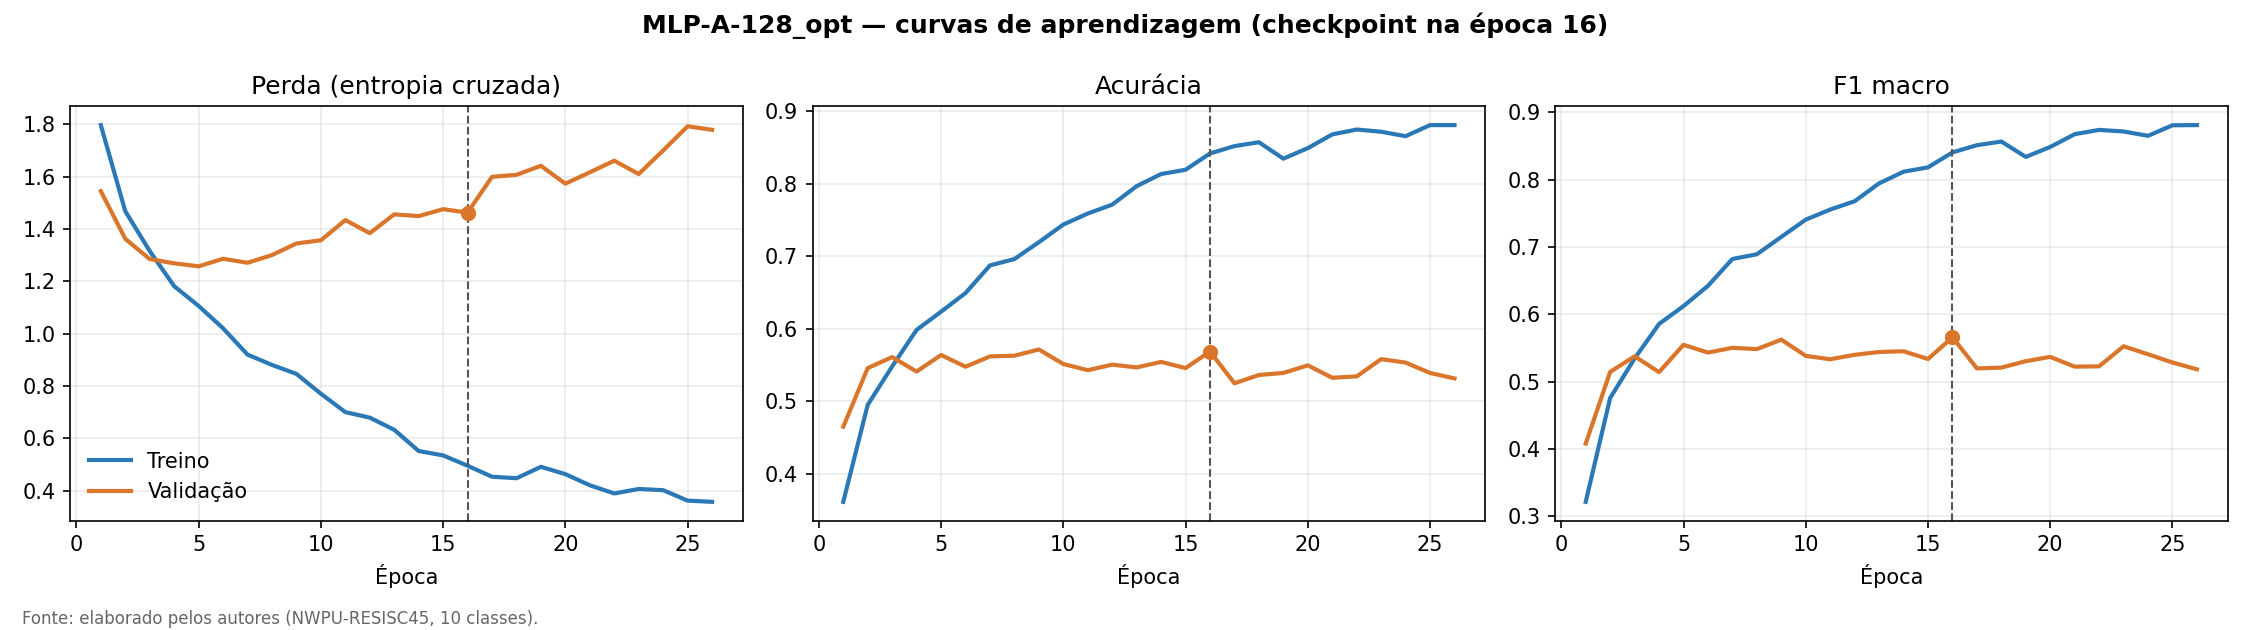 MLP-A-128_opt — curvas de aprendizagem (checkpoint na época 16)
Perda (entropia cruzada)
1.8
1.6
1.4
1.2
1.0
0.8
0.6
0.4
Treino
Validação
0 5 10 15 20 25
Época
Acurácia
0.9
0.8
0.7
0.6
0.5
0.4
0 5 10 15 20 25
Época
F1 macro
0.9
0.8
0.7
0.6
0.5
0.4
0.3
0 5 10 15 20 25
Época
Fonte: elaborado pelos autores (NWPU-RESISC45, 10 classes).